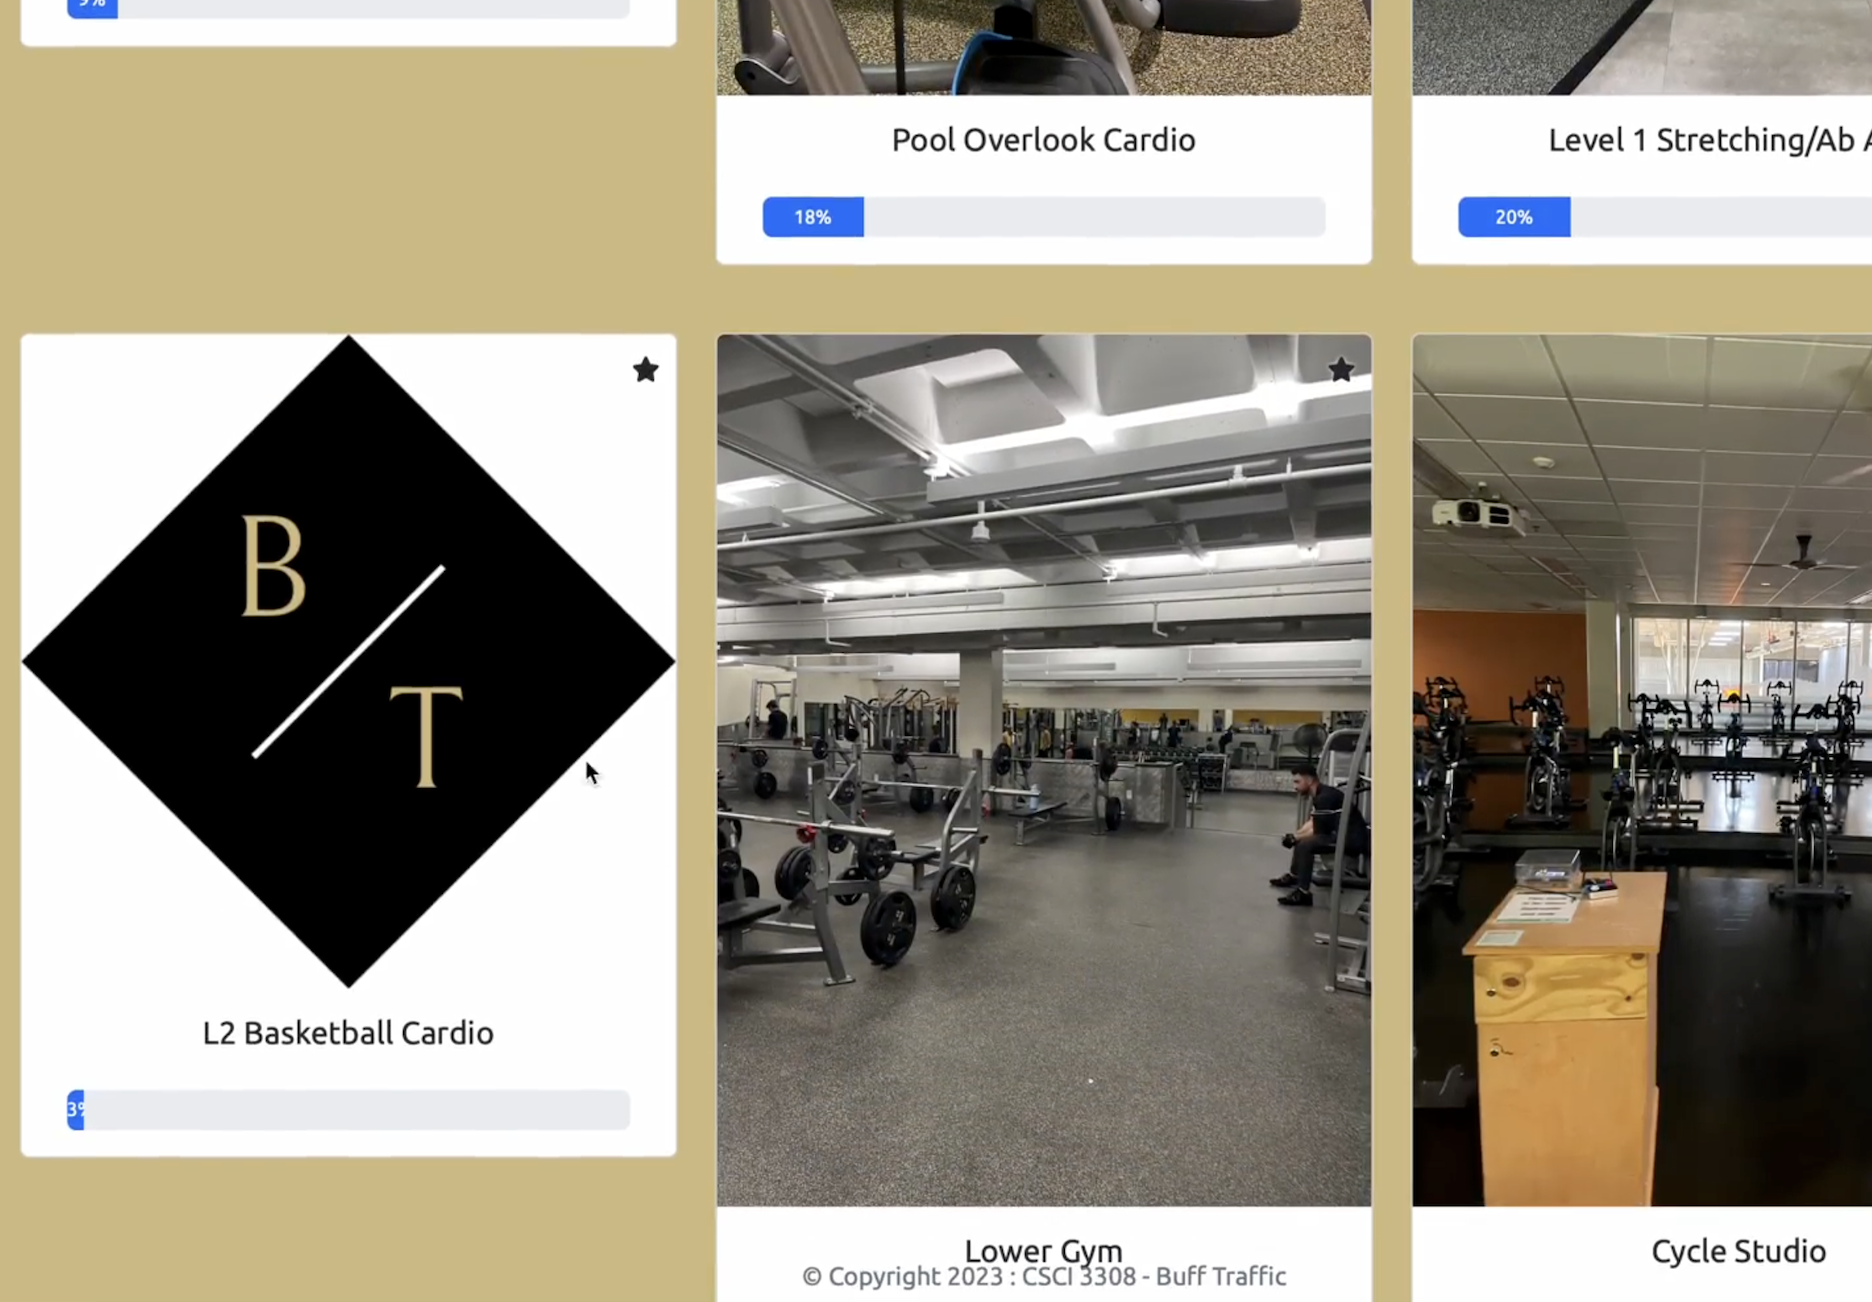 9%
Pool Overlook Cardio
Level 1 Stretching/Ab
18%
20%
B
T
L2 Basketball Cardio
3%
Lower Gym
Cycle Studio
© Copyright 2023 : CSCI 3308 - Buff Traffic